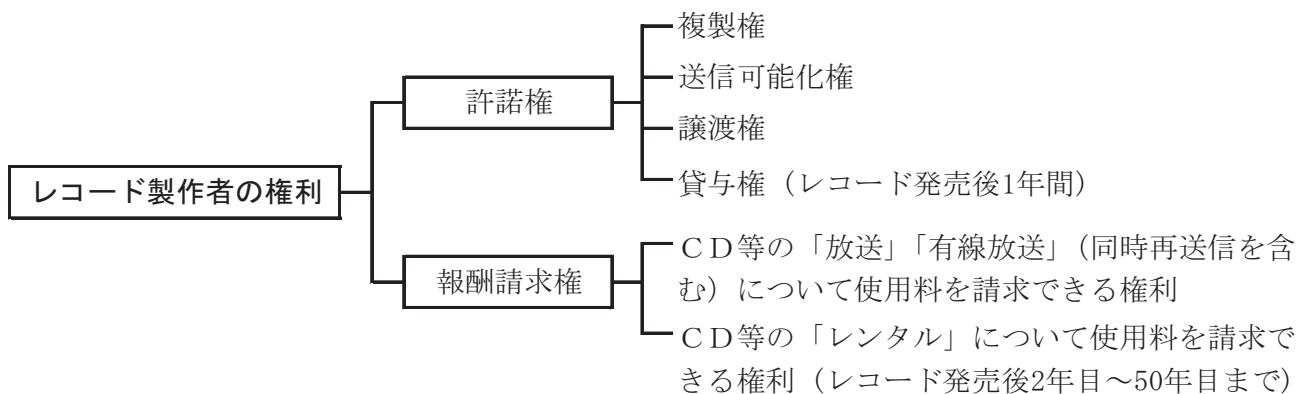 レコード製作者の権利
許諾権
複製権
送信可能化権
譲渡権
貸与権（レコード発売後1年間）
報酬請求権
ＣＤ等の「放送」「有線放送」（同時再送信を含
む）について使用料を請求できる権利
ＣＤ等の「レンタル」について使用料を請求で
きる権利（レコード発売後2年目～50年目まで）